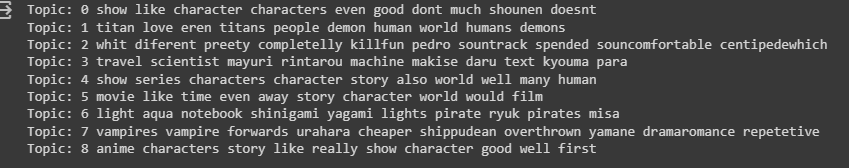 Topic: 0 show like character characters even good dont much shounen doesnt
Topic: 1 titan love eren titans people demon human world humans demons
Topic: 2 whit diferent preety completelly killfun pedro sountrack spended souncomfortable centipedewhich
Topic: 3 travel scientist mayuri rintarou machine makise daru text kyouma para
Topic: 4 show series characters character story also world well many human
Topic: 5 movie like time even away story character world would film
Topic: 6 light aqua notebook shinigami yagami lights pirate ryuk pirates misa
Topic: 7 vampires vampire forwards urahara cheaper shippudean overthrown yamane dramaromance repetetive
Topic: 8 anime characters story like really show character good well first